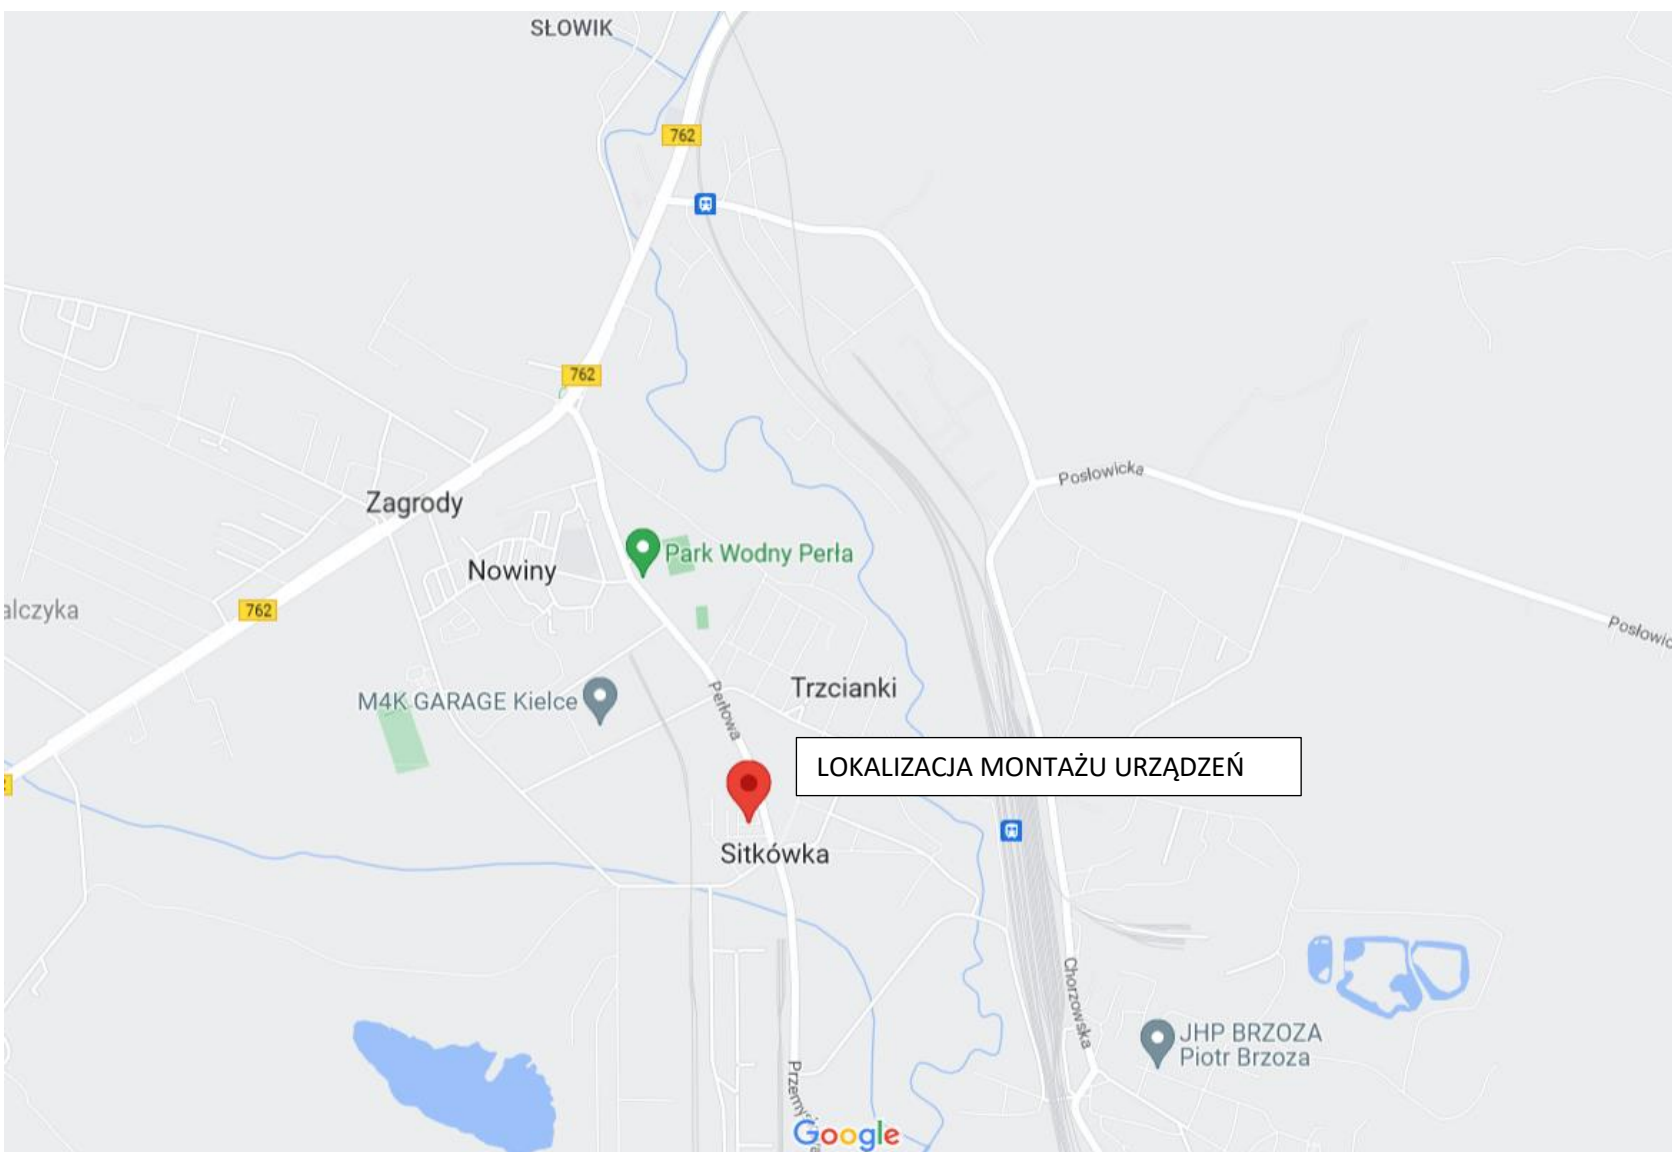 SŁOWIK
762
762
Posłowicka
Zagrody
Park Wodny Perła
Nowiny
762
alczyka
Posłowic
Trzcianki
M4K GARAGE Kielce
Perłowa
LOKALIZACJA MONTAŻU URZĄDZEŃ
Sitkówka
Chorzowska
JHP BRZOZA
Piotr Brzoza
Google